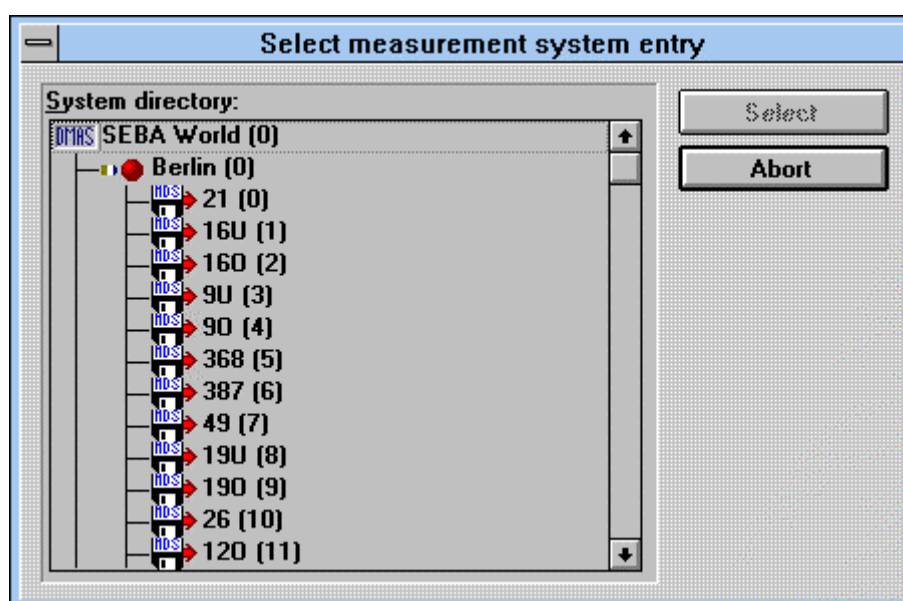 Select measurement system entry
System directory:
DMAS SEBA World (0)
Berlin (0)
MDS 21 (0)
MDS 16U (1)
MDS 16O (2)
MDS 9U (3)
MDS 9O (4)
MDS 368 (5)
MDS 387 (6)
MDS 49 (7)
MDS 19U (8)
MDS 19O (9)
MDS 26 (10)
MDS 12O (11)
Select
Abort